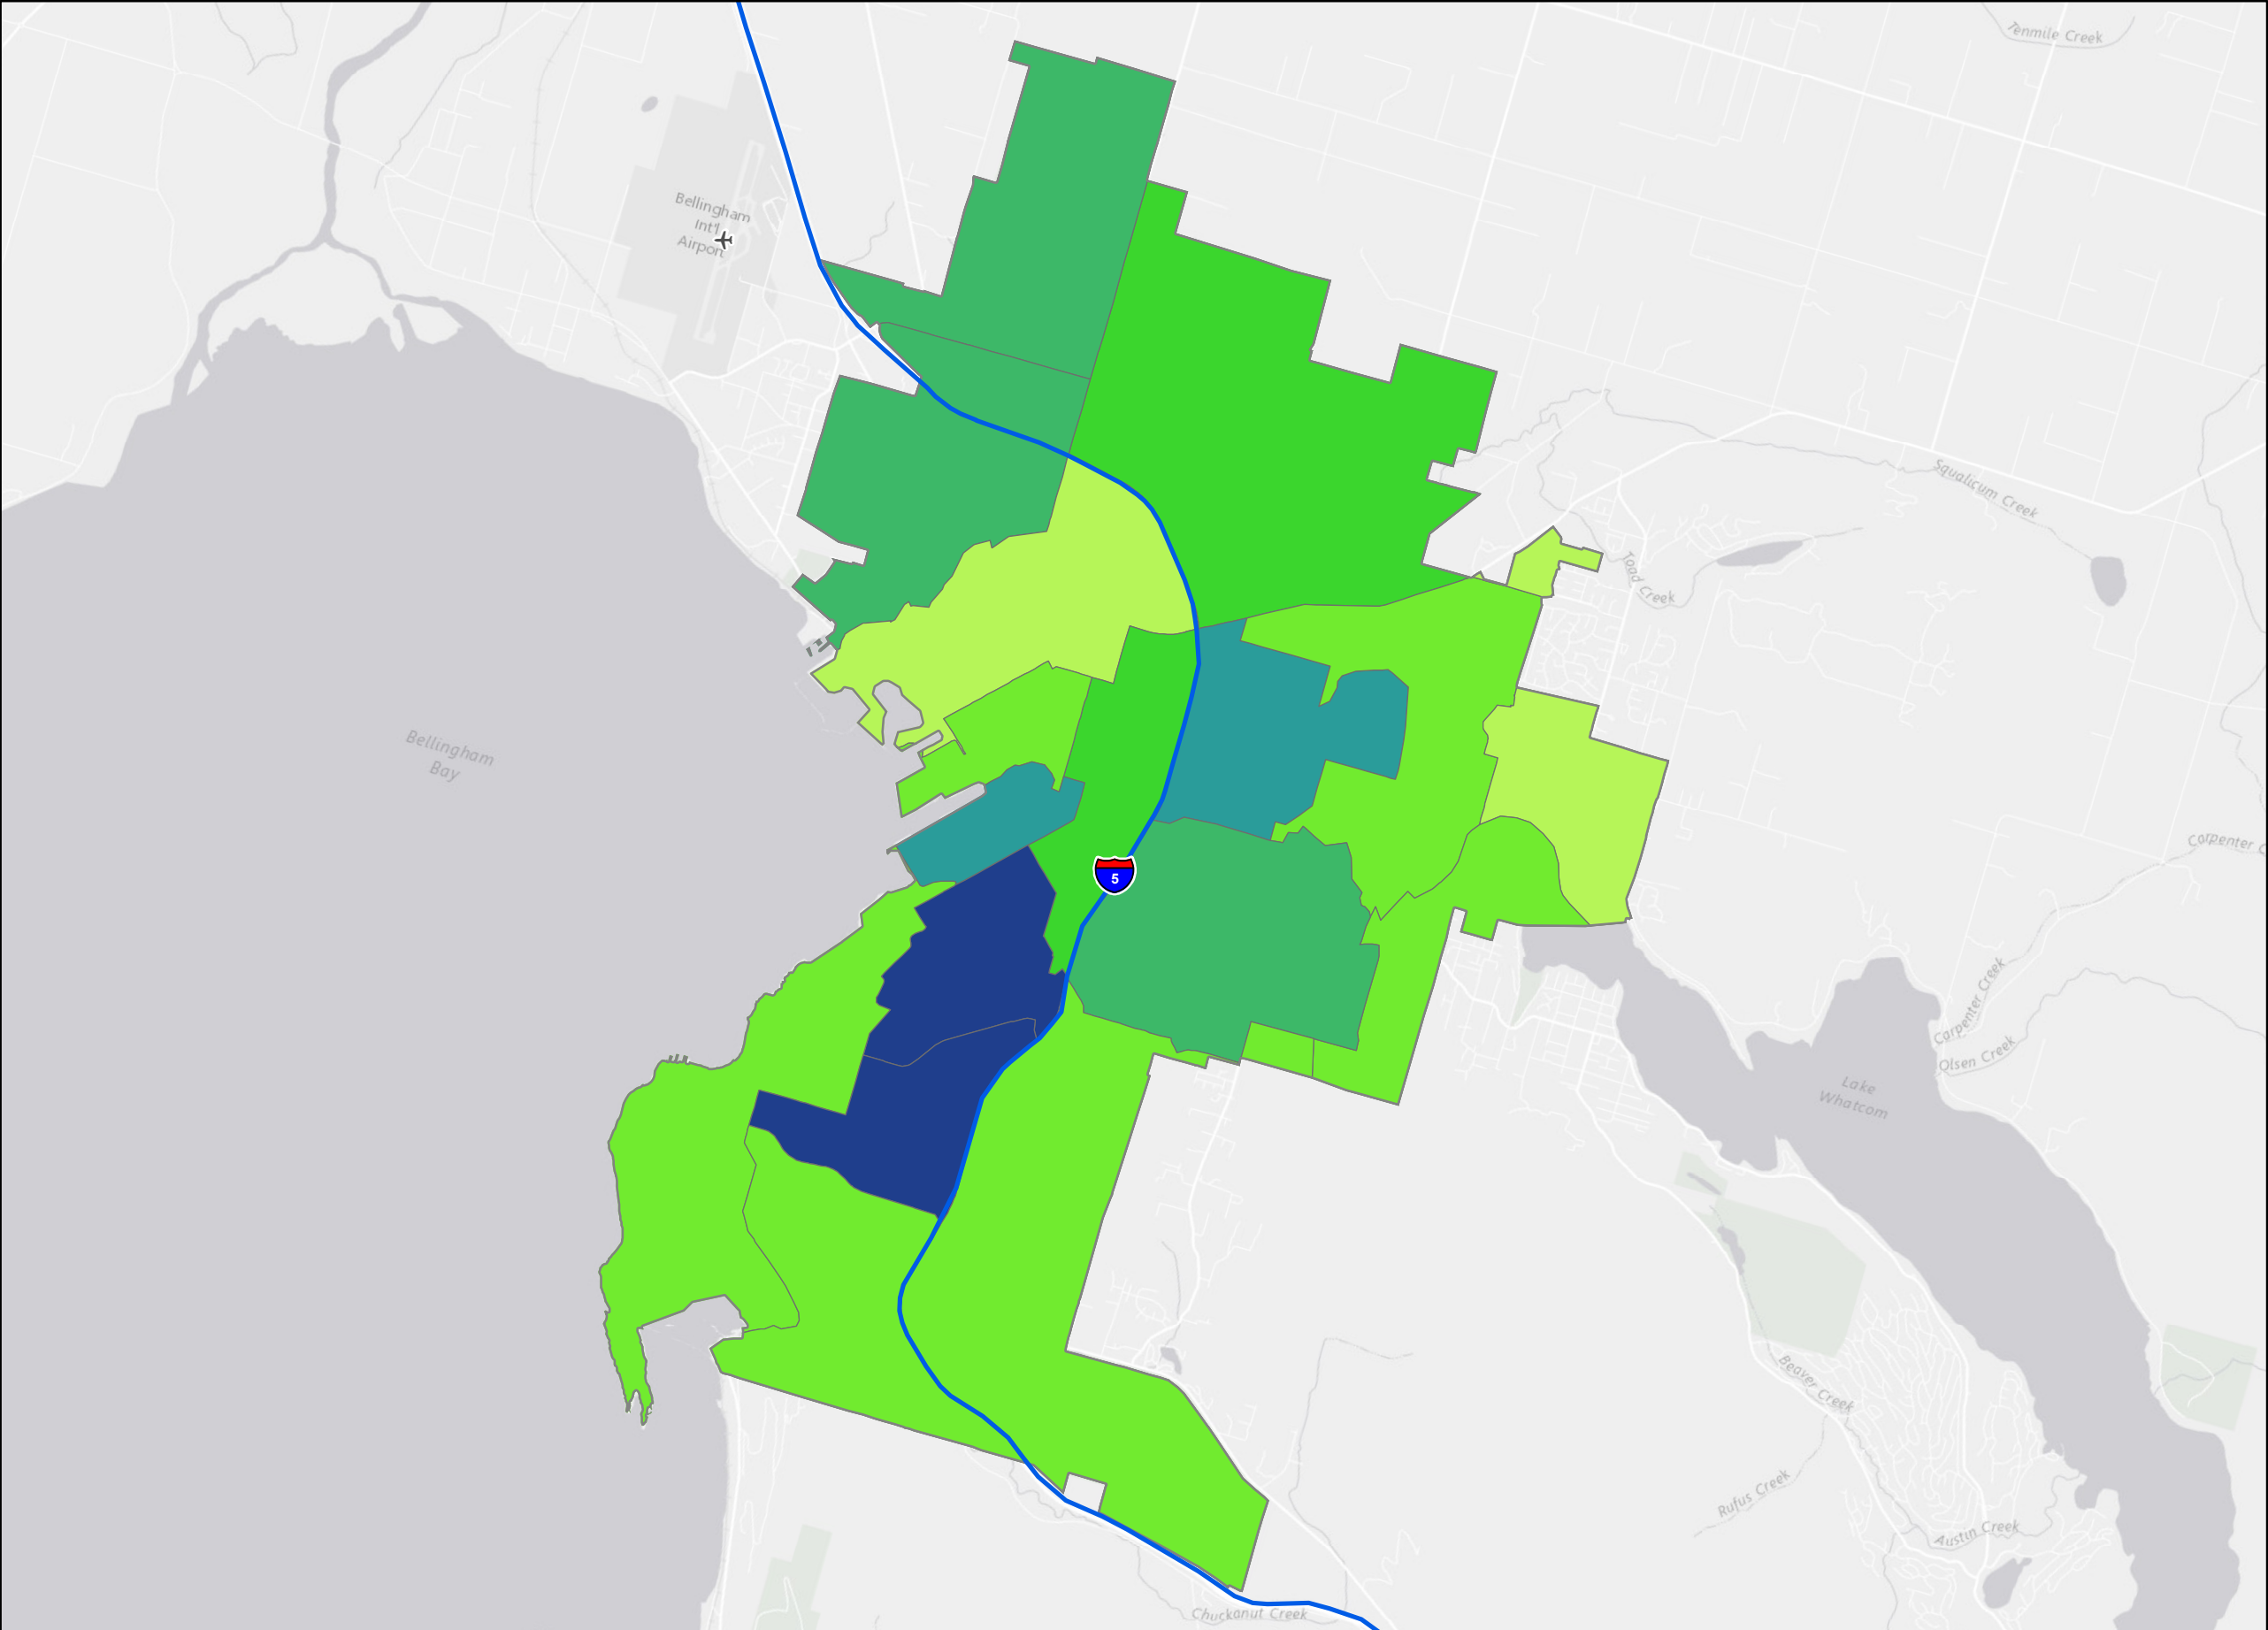 Tenmile Creek
Bellingham
Int'l
Airport
Squalicum Creek
Toad Creek
Bellingham
Bay
Carpenter C
5
Carpenter Creek
Olsen Creek
Lake
Whatcom
Beaver Creek
Rufus Creek
Austin Creek
Chuckanut Creek